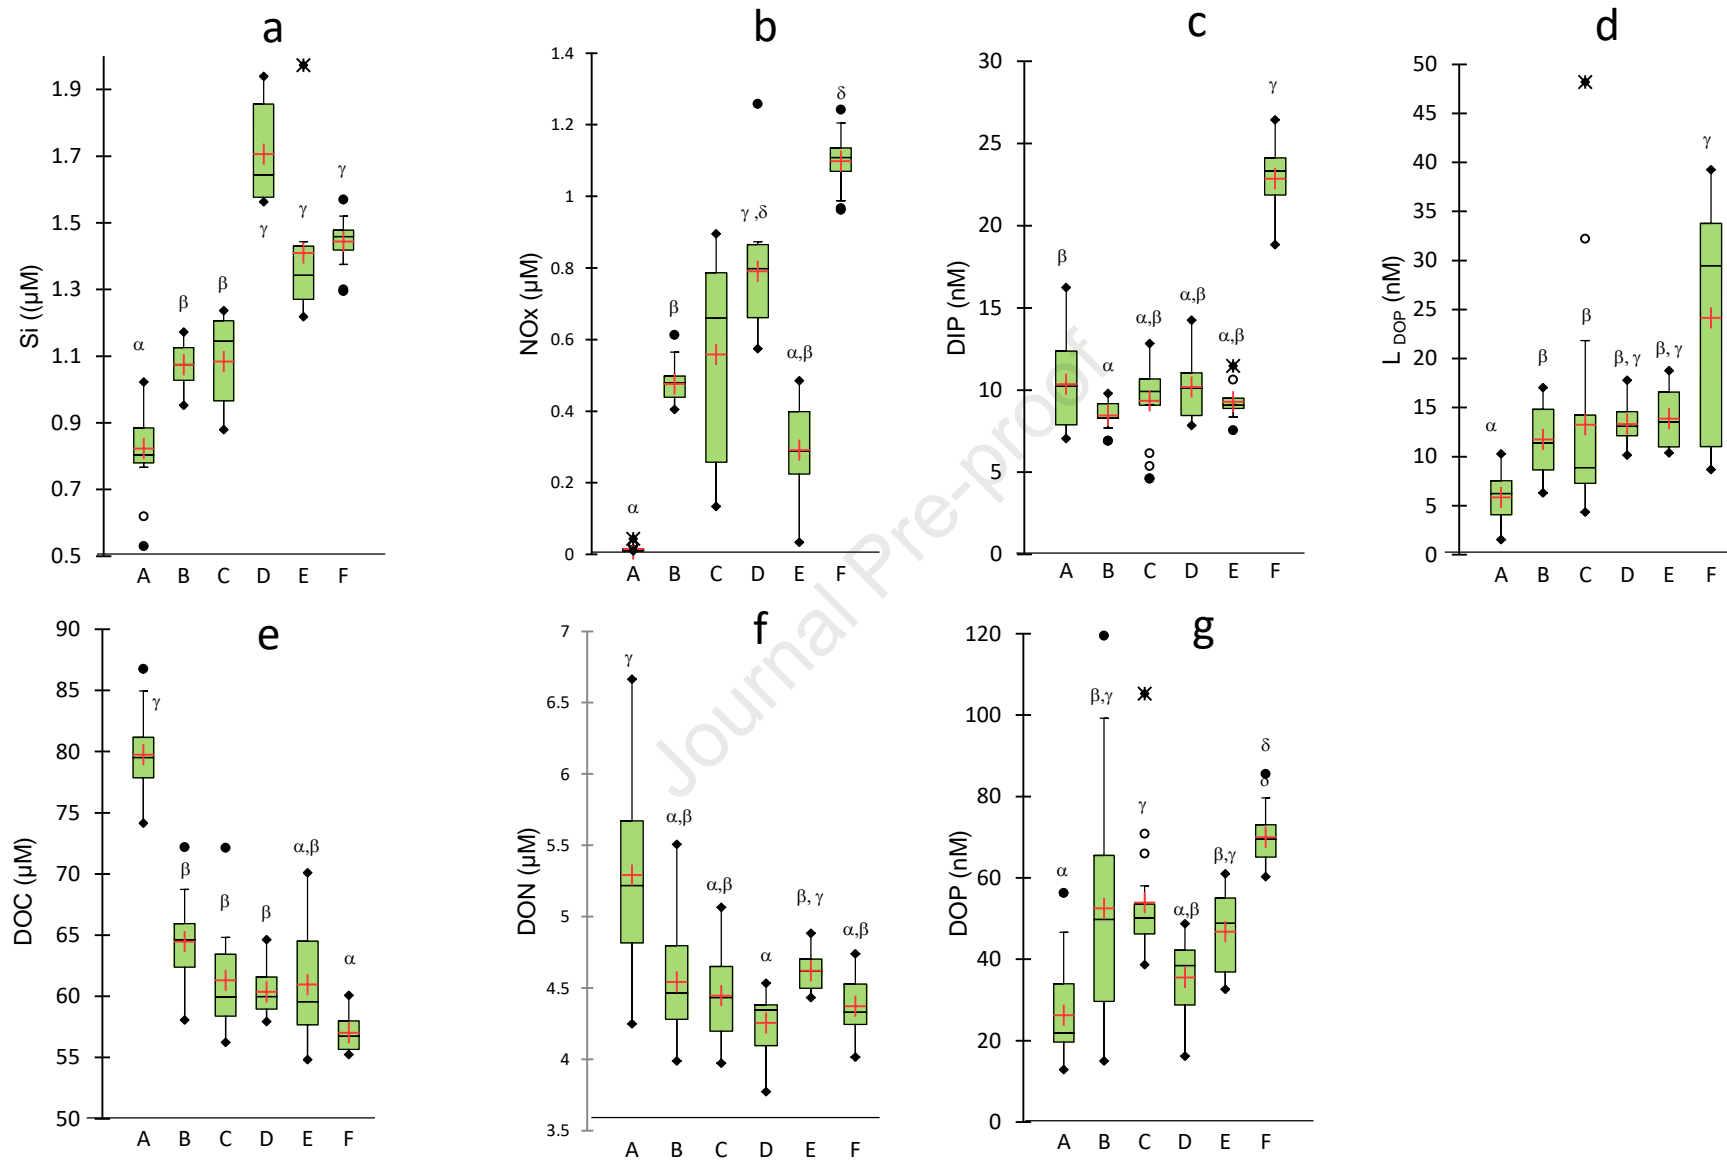 a
Si ((µM)
1.9
1.7
1.5
1.3
1.1
0.9
0.7
0.5
α
β
β
γ
γ
γ
A B C D E F
b
NOx (µM)
1.4
1.2
1
0.8
0.6
0.4
0.2
0
α
β
γ ,δ
α,β
δ
A B C D E F
c
DIP (nM)
30
25
20
15
10
5
0
β
α
α,β
α,β
α,β
γ
A B C D E F
d
L DOP (nM)
50
45
40
35
30
25
20
15
10
5
0
α
β
β
β, γ
β, γ
γ
A B C D E F
e
DOC (µM)
90
85
80
75
70
65
60
55
50
γ
β
β
β
α,β
α
A B C D E F
f
DON (µM)
7
6.5
6
5.5
5
4.5
4
3.5
γ
α,β
α,β
α
β, γ
α,β
A B C D E F
g
DOP (nM)
120
100
80
60
40
20
0
α
β,γ
γ
α,β
β,γ
δ
δ
A B C D E F
Journal Pre-proof